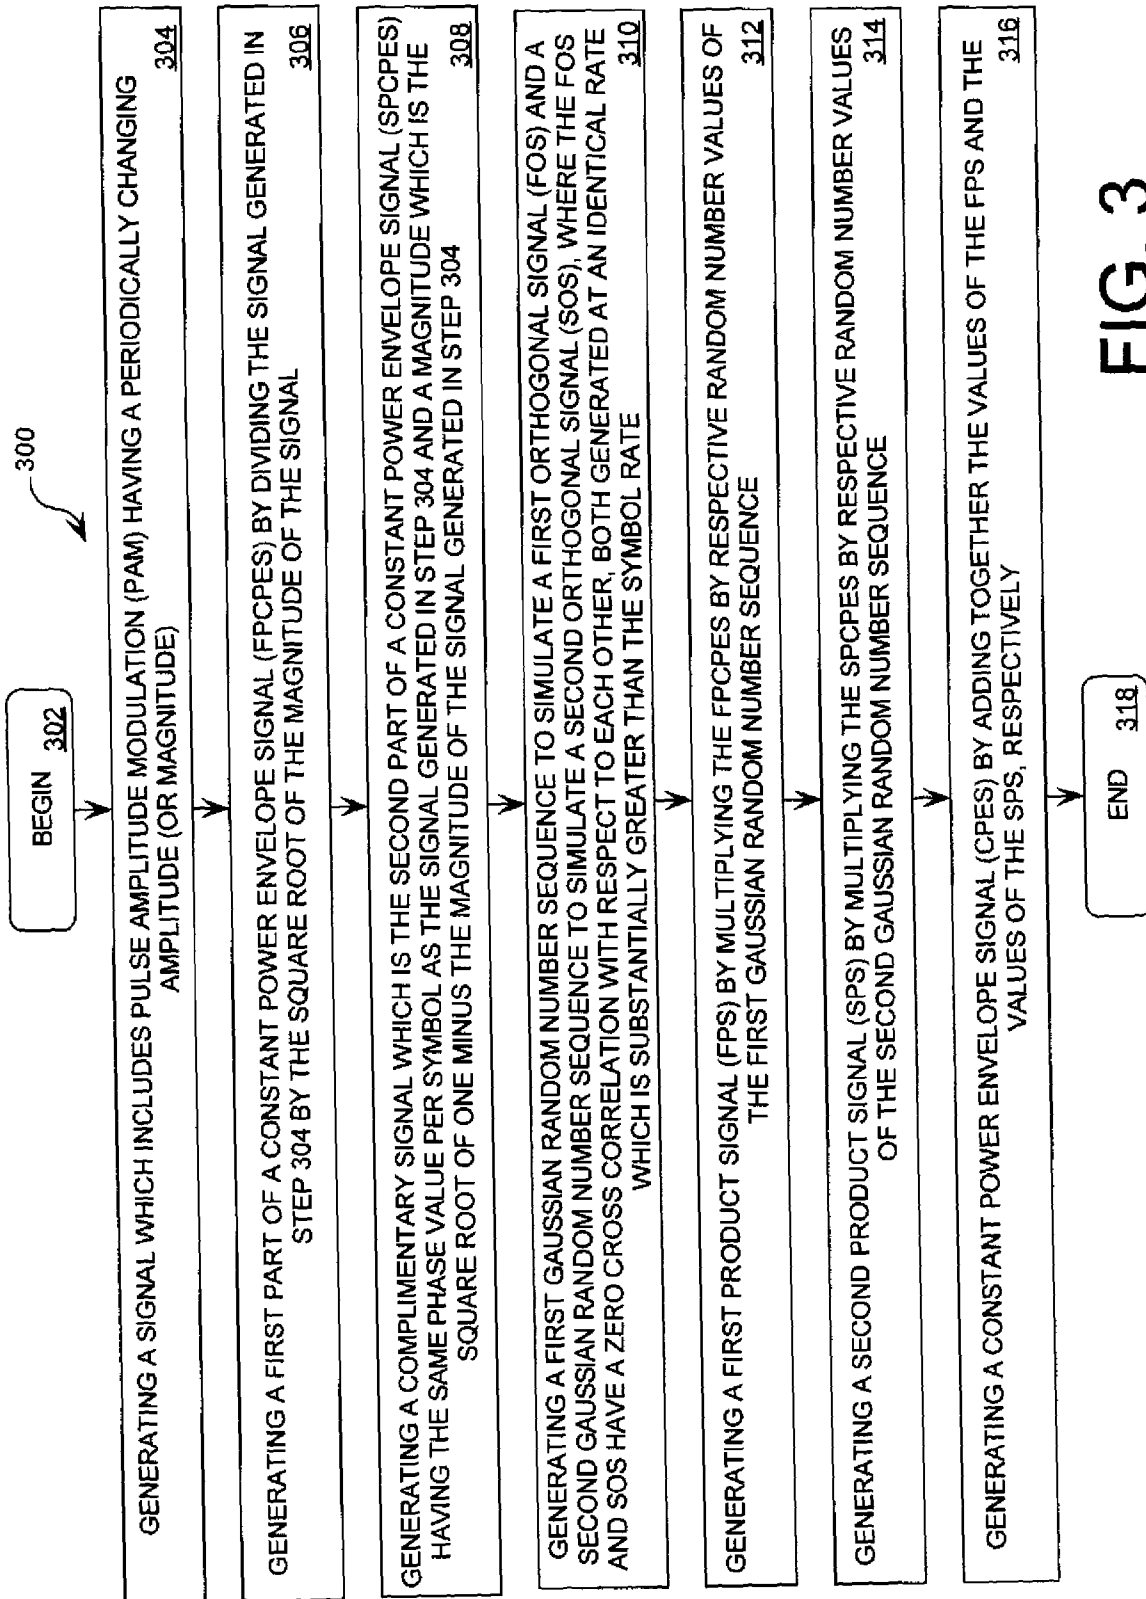 300
BEGIN 302
GENERATING A SIGNAL WHICH INCLUDES PULSE AMPLITUDE MODULATION (PAM) HAVING A PERIODICALLY CHANGING
AMPLITUDE (OR MAGNITUDE)
304
GENERATING A FIRST PART OF A CONSTANT POWER ENVELOPE SIGNAL (FPCPES) BY DIVIDING THE SIGNAL GENERATED IN
STEP 304 BY THE SQUARE ROOT OF THE MAGNITUDE OF THE SIGNAL
306
GENERATING A COMPLIMENTARY SIGNAL WHICH IS THE SECOND PART OF A CONSTANT POWER ENVELOPE SIGNAL (SPCPES)
HAVING THE SAME PHASE VALUE PER SYMBOL AS THE SIGNAL GENERATED IN STEP 304 AND A MAGNITUDE WHICH IS THE
SQUARE ROOT OF ONE MINUS THE MAGNITUDE OF THE SIGNAL GENERATED IN STEP 304
308
GENERATING A FIRST GAUSSIAN RANDOM NUMBER SEQUENCE TO SIMULATE A FIRST ORTHOGONAL SIGNAL (FOS) AND A
SECOND GAUSSIAN RANDOM NUMBER SEQUENCE TO SIMULATE A SECOND ORTHOGONAL SIGNAL (SOS), WHERE THE FOS
AND SOS HAVE A ZERO CROSS CORRELATION WITH RESPECT TO EACH OTHER, BOTH GENERATED AT AN IDENTICAL RATE
WHICH IS SUBSTANTIALLY GREATER THAN THE SYMBOL RATE
310
GENERATING A FIRST PRODUCT SIGNAL (FPS) BY MULTIPLYING THE FPCPES BY RESPECTIVE RANDOM NUMBER VALUES OF
THE FIRST GAUSSIAN RANDOM NUMBER SEQUENCE
312
GENERATING A SECOND PRODUCT SIGNAL (SPS) BY MULTIPLYING THE SPCPES BY RESPECTIVE RANDOM NUMBER VALUES
OF THE SECOND GAUSSIAN RANDOM NUMBER SEQUENCE
314
GENERATING A CONSTANT POWER ENVELOPE SIGNAL (CPES) BY ADDING TOGETHER THE VALUES OF THE FPS AND THE
VALUES OF THE SPS, RESPECTIVELY
316
END 318
FIG. 3